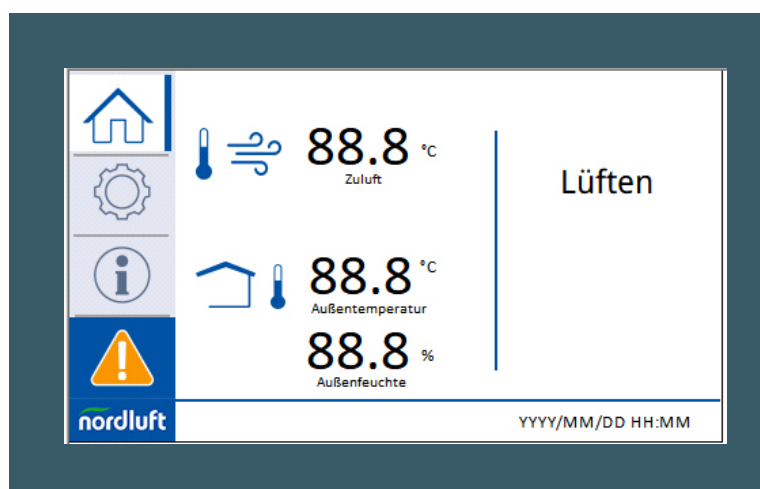 88.8 °C
Zuluft
Lüften
88.8 °C
Außentemperatur
88.8 %
Außenfeuchte
nordluft
YYYY/MM/DD HH:MM